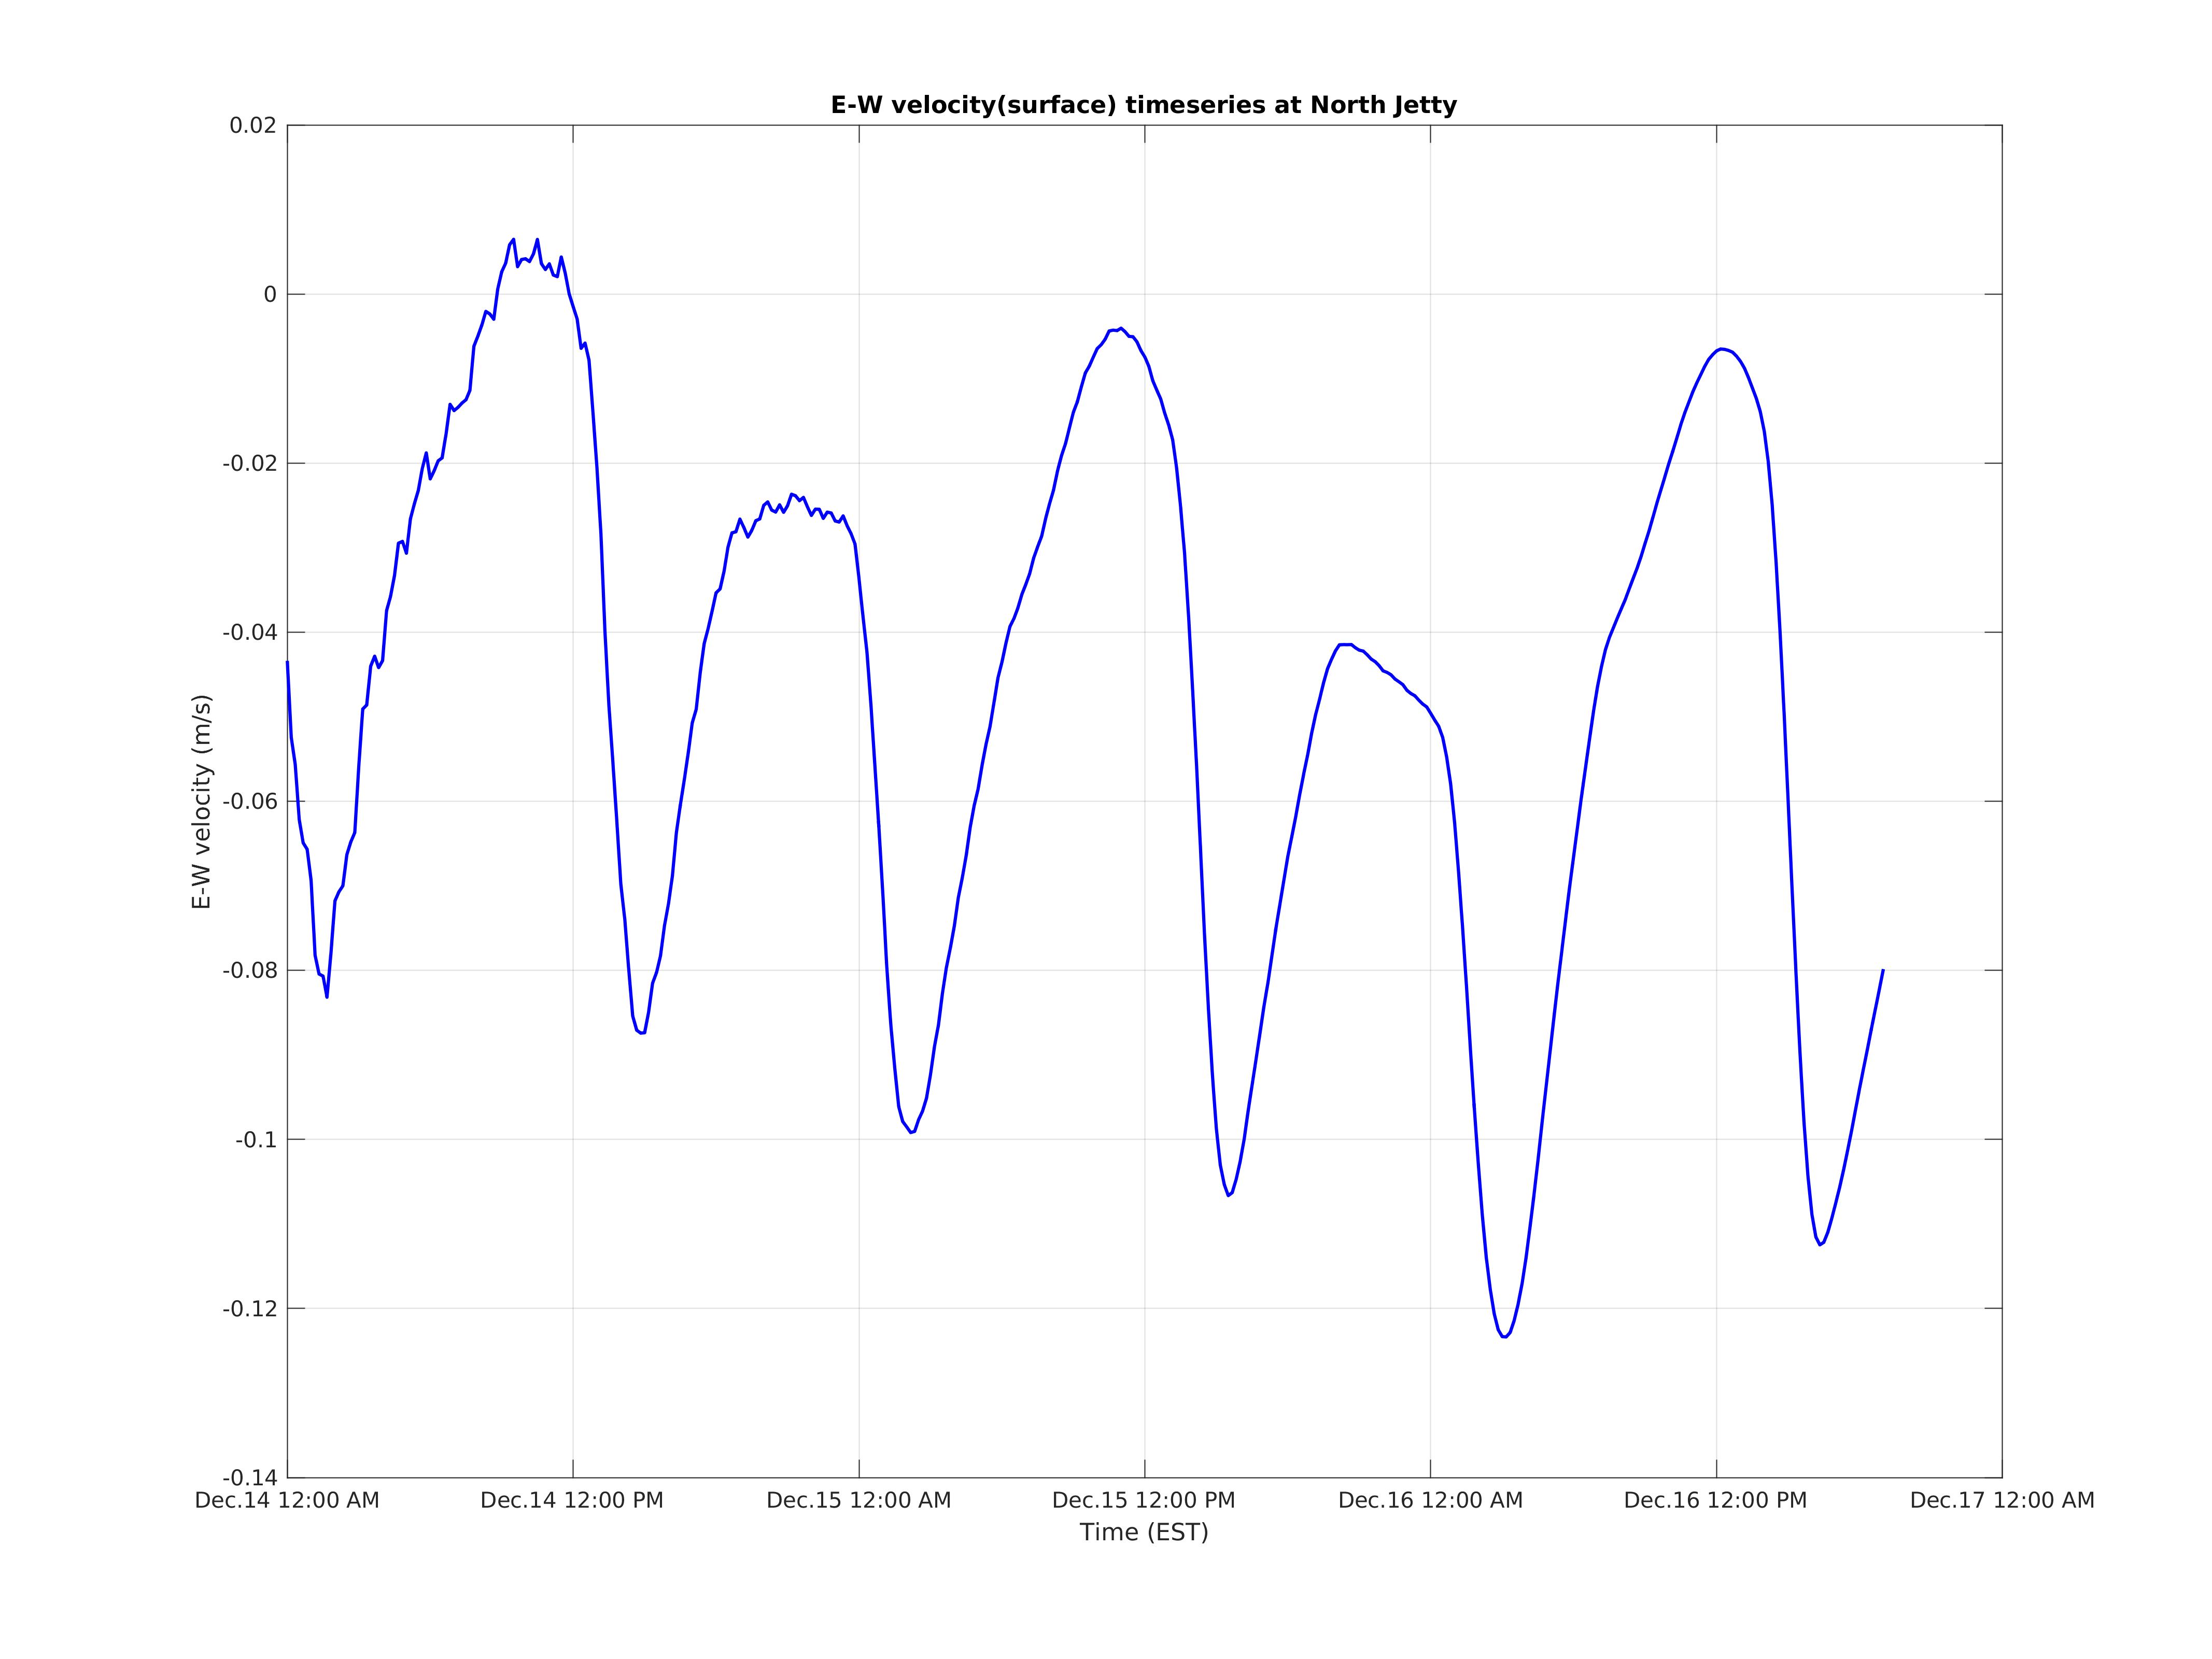 E-W velocity(surface) timeseries at North Jetty
0.02
0
-0.02
-0.04
-0.06
-0.08
-0.1
-0.12
-0.14
E-W velocity (m/s)
Dec.14 12:00 AM
Dec.14 12:00 PM
Dec.15 12:00 AM
Dec.15 12:00 PM
Dec.16 12:00 AM
Dec.16 12:00 PM
Dec.17 12:00 AM
Time (EST)